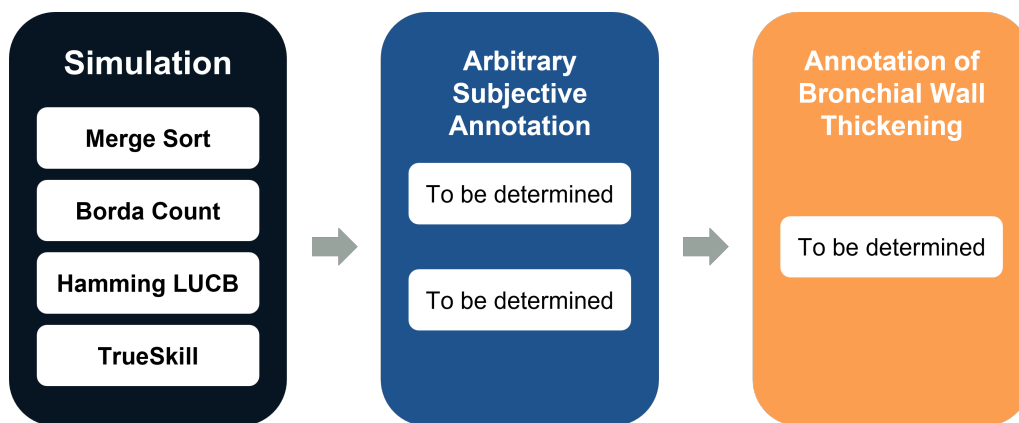 Simulation
Merge Sort
Borda Count
Hamming LUCB
TrueSkill
Arbitrary
Subjective
Annotation
To be determined
To be determined
Annotation of
Bronchial Wall
Thickening
To be determined